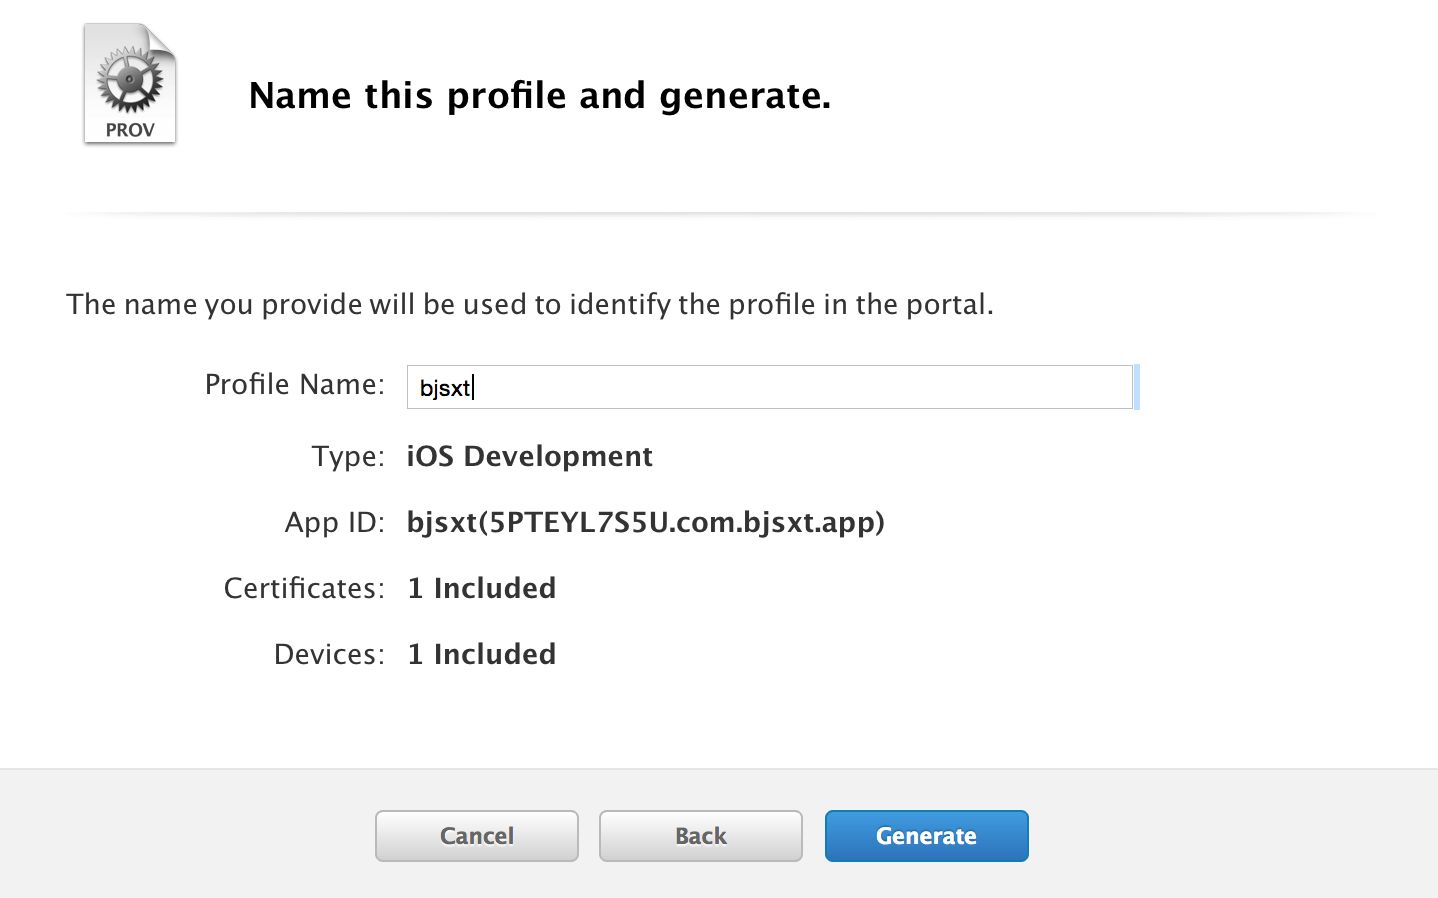 PROV
Name this profile and generate.
The name you provide will be used to identify the profile in the portal.
Profile Name: bjsxt
Type: iOS Development
App ID: bjsxt(5PTEYL7S5U.com.bjsxt.app)
Certificates: 1 Included
Devices: 1 Included
Cancel Back Generate